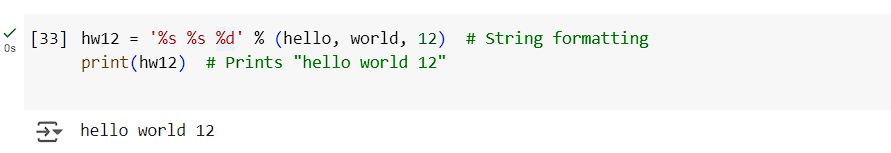 [33] hw12 = '%s %s %d' % (hello, world, 12)  # String formatting
0s
print(hw12)  # Prints "hello world 12"
hello world 12